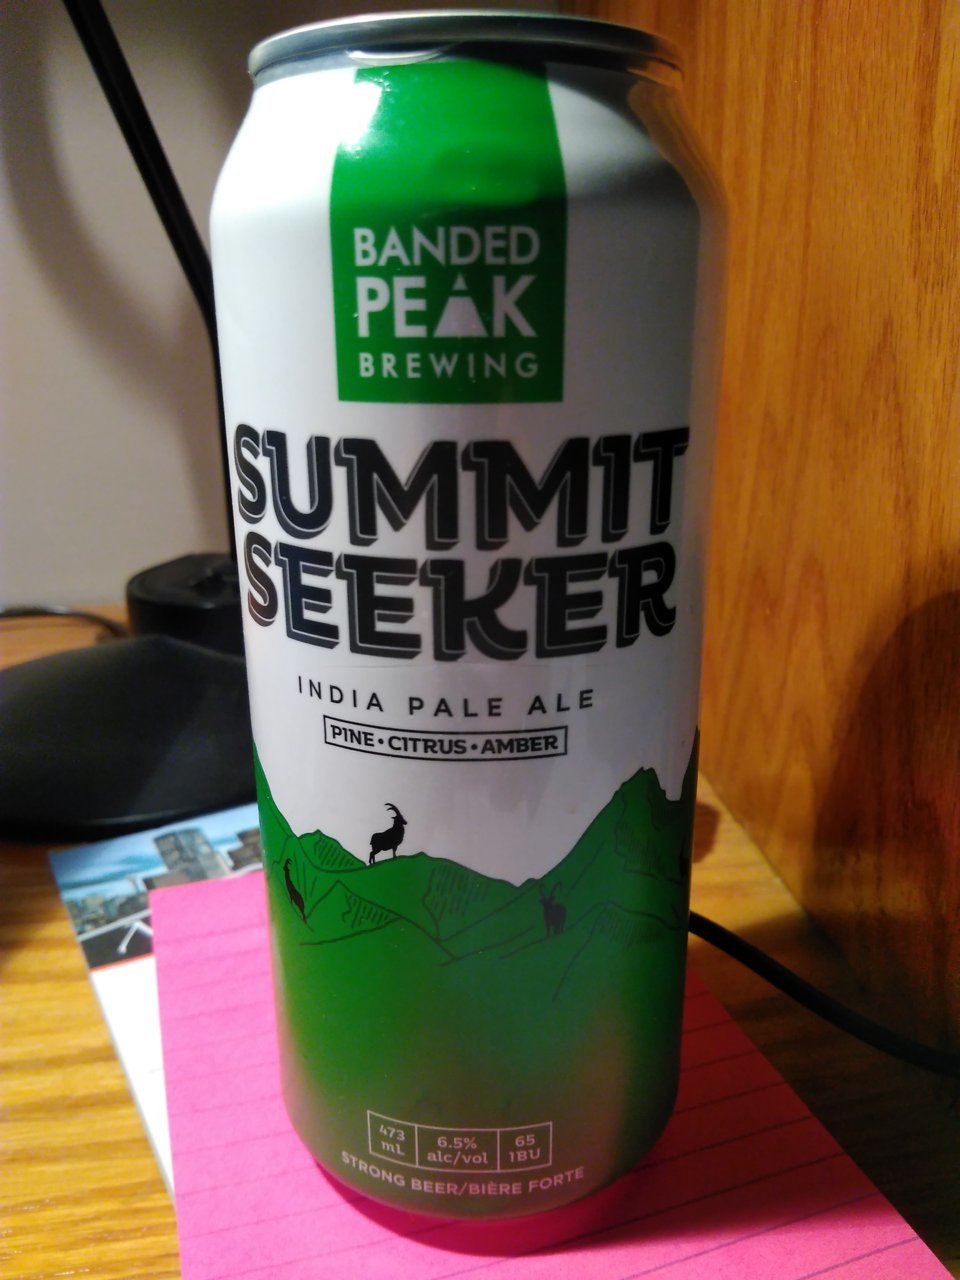 BANDED
PEAK
BREWING
SUMMIT
SEEKER
INDIA PALE ALE
PINE • CITRUS • AMBER
473 mL 6.5% alc/vol 65 IBU
STRONG BEER/BIÈRE FORTE